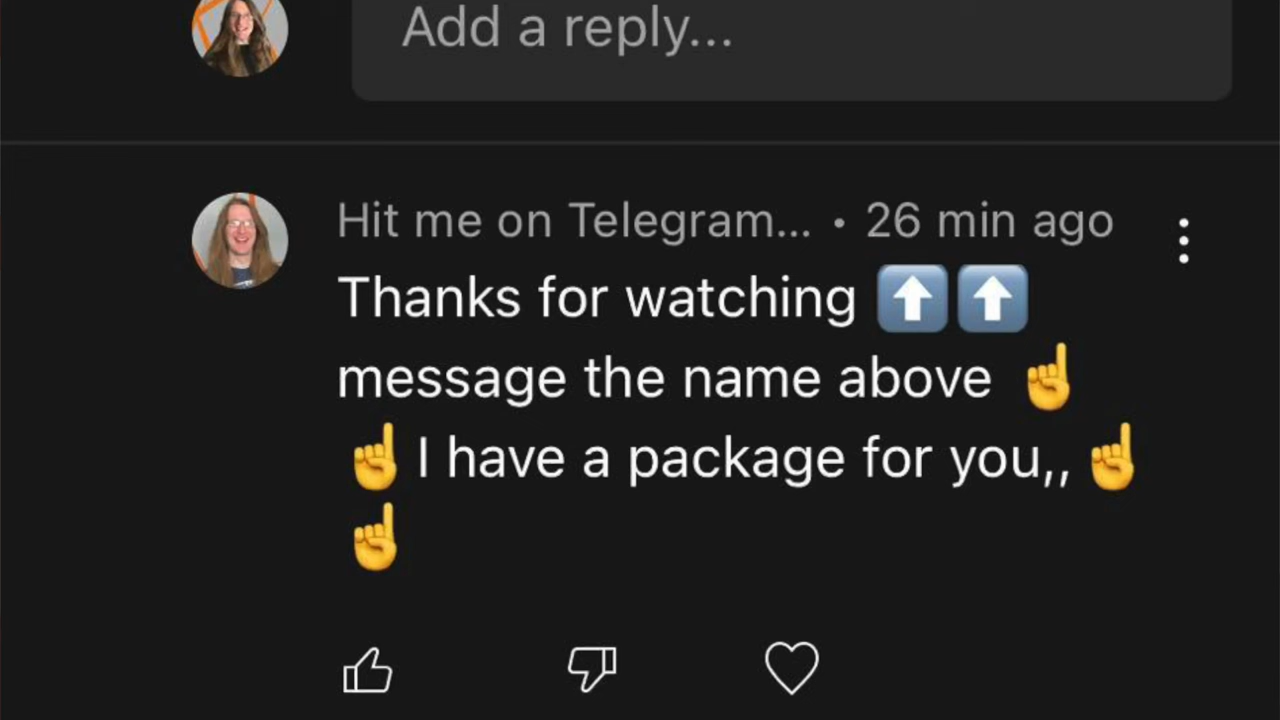 Add a reply...
Hit me on Telegram... • 26 min ago
Thanks for watching ⬆️⬆️
message the name above ☝️
☝️ I have a package for you,, ☝️
☝️